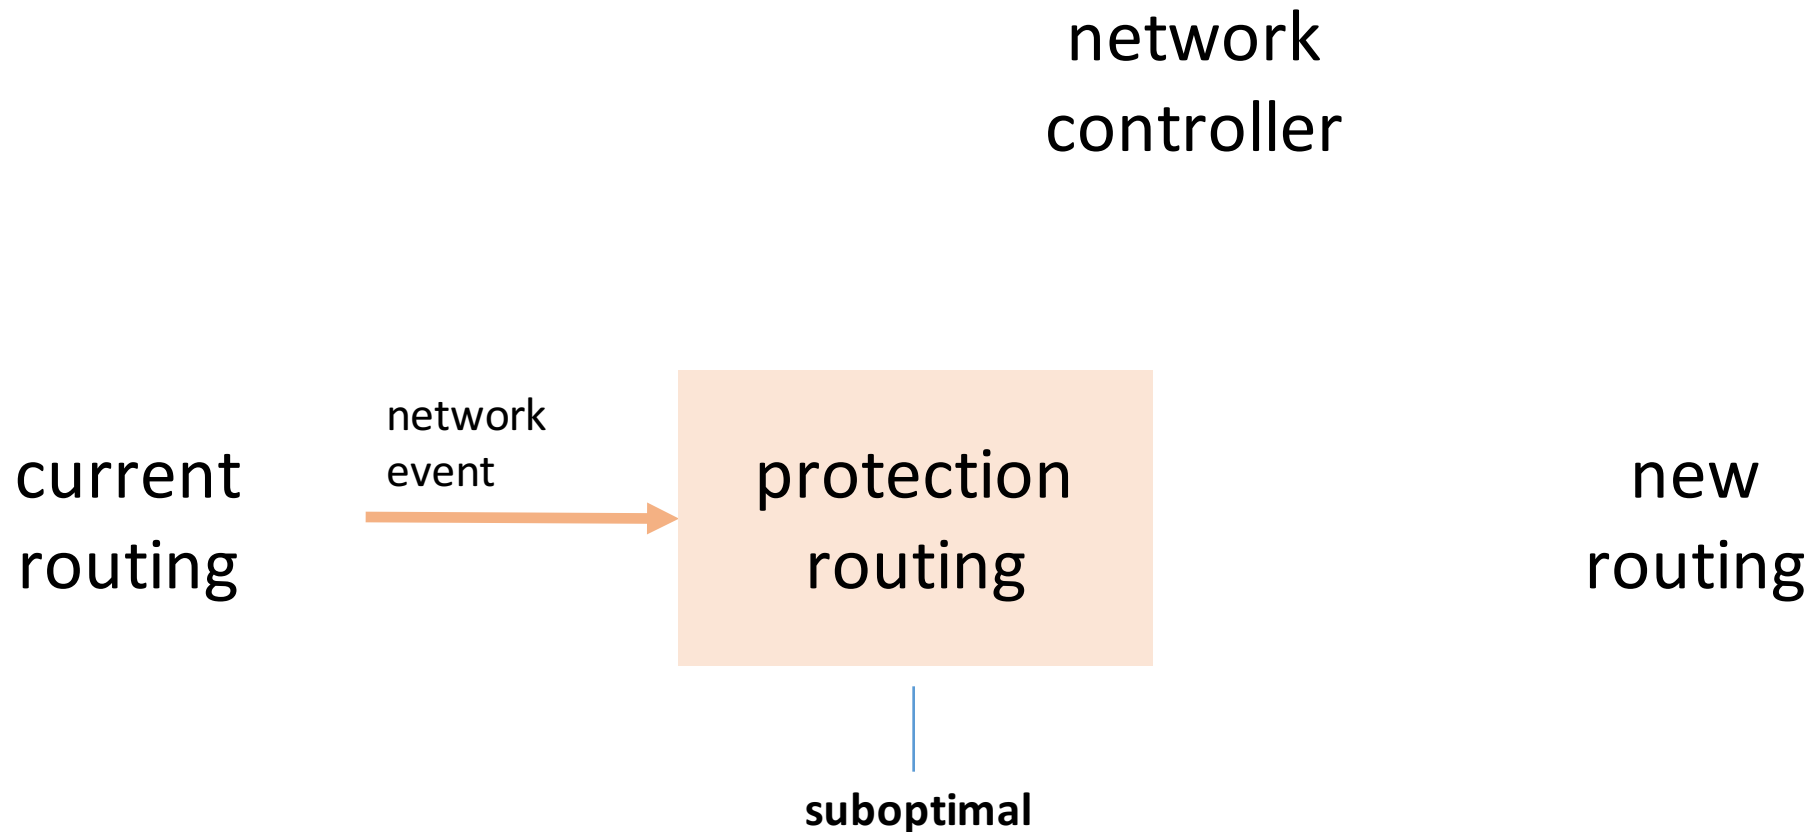 network
controller
network
event
current
routing
protection
routing
new
routing
suboptimal